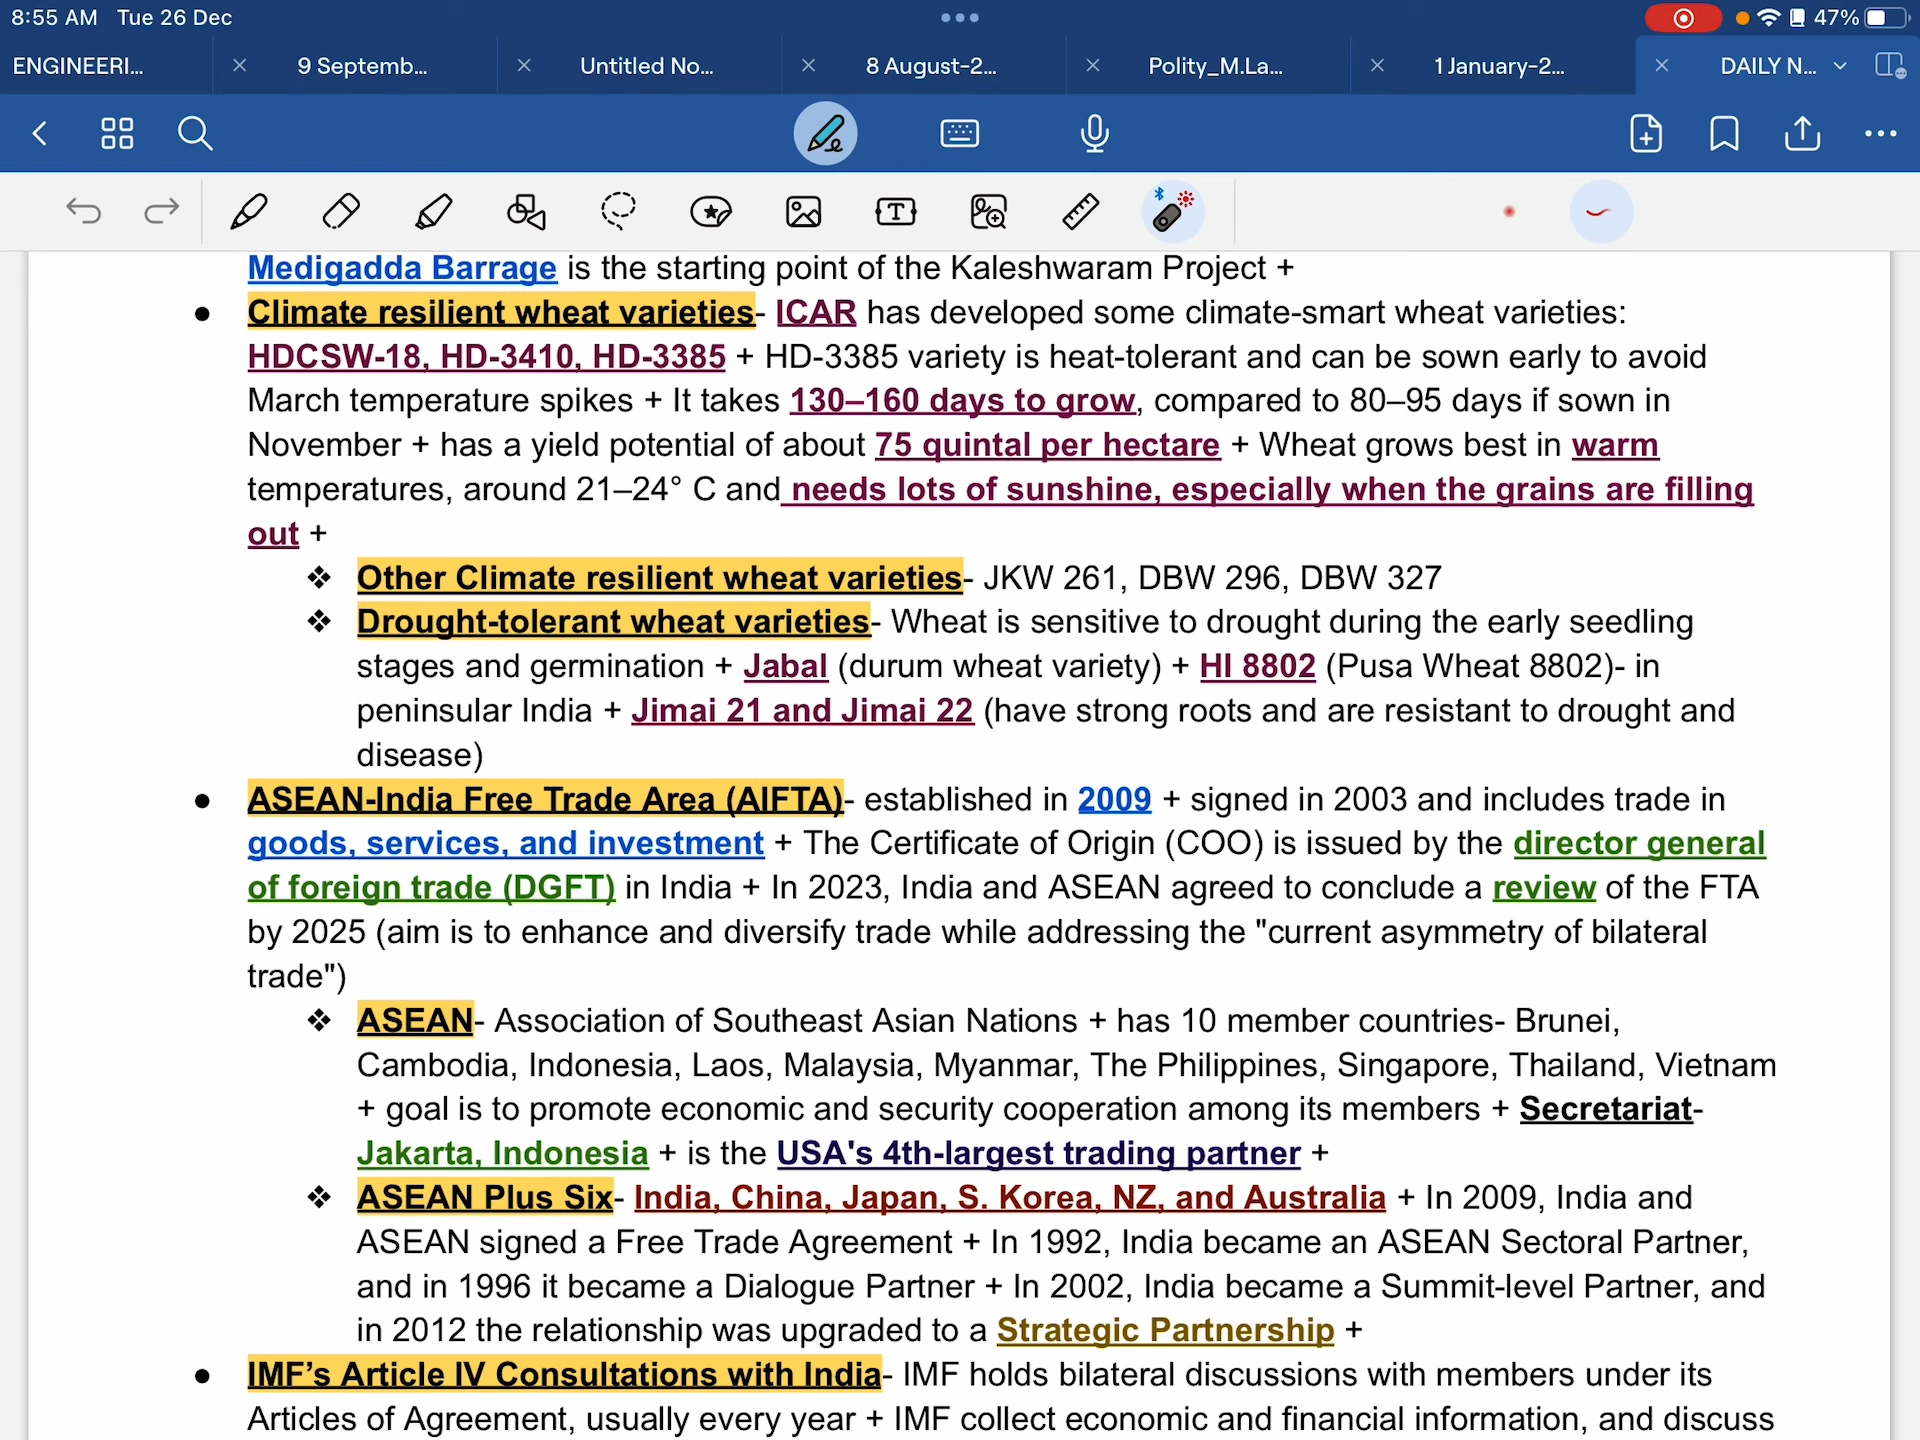 8:55 AM Tue 26 Dec
47%
ENGINEERI...
9 Septemb...
Untitled No...
8 August-2...
Polity_M.La...
1 January-2...
DAILY N...
Medigadda Barrage is the starting point of the Kaleshwaram Project +
● Climate resilient wheat varieties- ICAR has developed some climate-smart wheat varieties:
HDCSW-18, HD-3410, HD-3385 + HD-3385 variety is heat-tolerant and can be sown early to avoid
March temperature spikes + It takes 130–160 days to grow, compared to 80–95 days if sown in
November + has a yield potential of about 75 quintal per hectare + Wheat grows best in warm
temperatures, around 21–24° C and needs lots of sunshine, especially when the grains are filling
out +
❖ Other Climate resilient wheat varieties- JKW 261, DBW 296, DBW 327
❖ Drought-tolerant wheat varieties- Wheat is sensitive to drought during the early seedling
stages and germination + Jabal (durum wheat variety) + HI 8802 (Pusa Wheat 8802)- in
peninsular India + Jimai 21 and Jimai 22 (have strong roots and are resistant to drought and
disease)
● ASEAN-India Free Trade Area (AIFTA)- established in 2009 + signed in 2003 and includes trade in
goods, services, and investment + The Certificate of Origin (COO) is issued by the director general
of foreign trade (DGFT) in India + In 2023, India and ASEAN agreed to conclude a review of the FTA
by 2025 (aim is to enhance and diversify trade while addressing the "current asymmetry of bilateral
trade")
❖ ASEAN- Association of Southeast Asian Nations + has 10 member countries- Brunei,
Cambodia, Indonesia, Laos, Malaysia, Myanmar, The Philippines, Singapore, Thailand, Vietnam
+ goal is to promote economic and security cooperation among its members + Secretariat-
Jakarta, Indonesia + is the USA's 4th-largest trading partner +
❖ ASEAN Plus Six- India, China, Japan, S. Korea, NZ, and Australia + In 2009, India and
ASEAN signed a Free Trade Agreement + In 1992, India became an ASEAN Sectoral Partner,
and in 1996 it became a Dialogue Partner + In 2002, India became a Summit-level Partner, and
in 2012 the relationship was upgraded to a Strategic Partnership +
● IMF’s Article IV Consultations with India- IMF holds bilateral discussions with members under its
Articles of Agreement, usually every year + IMF collect economic and financial information, and discuss